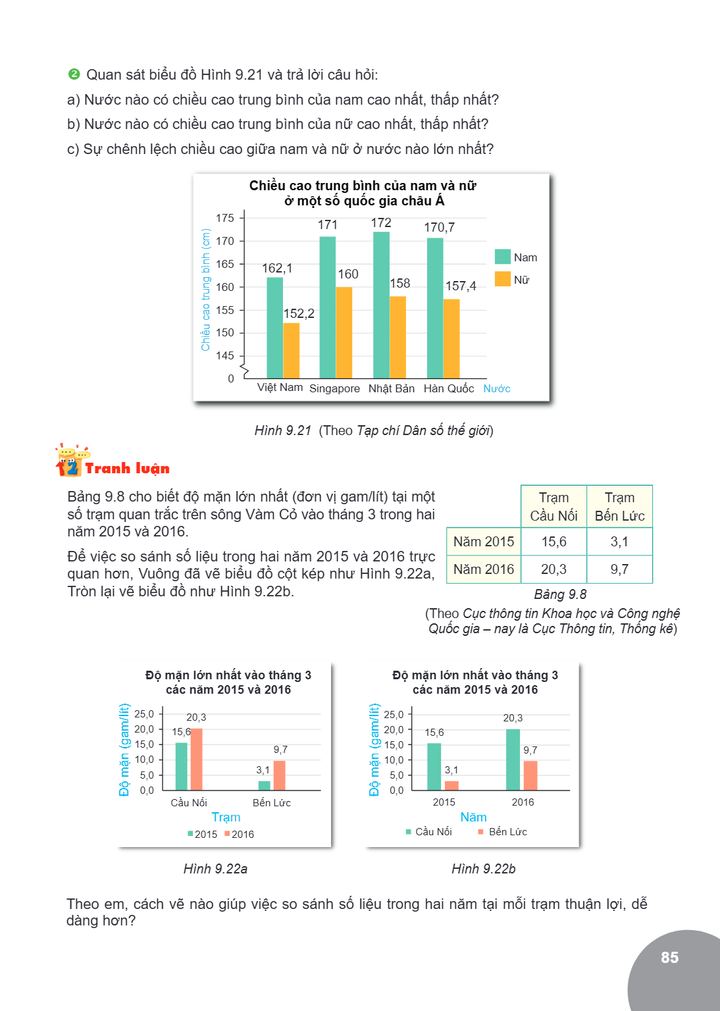 2 Quan sát biểu đồ Hình 9.21 và trả lời câu hỏi:
a) Nước nào có chiều cao trung bình của nam cao nhất, thấp nhất?
b) Nước nào có chiều cao trung bình của nữ cao nhất, thấp nhất?
c) Sự chênh lệch chiều cao giữa nam và nữ ở nước nào lớn nhất?
Chiều cao trung bình của nam và nữ
ở một số quốc gia châu Á
Chiều cao trung bình (cm)
175
170
165
160
155
150
145
0
162,1
152,2
171
160
172
158
170,7
157,4
Nam
Nữ
Việt Nam Singapore Nhật Bản Hàn Quốc Nước
Hình 9.21 (Theo Tạp chí Dân số thế giới)
1 2 Tranh luận
Bảng 9.8 cho biết độ mặn lớn nhất (đơn vị gam/lít) tại một
số trạm quan trắc trên sông Vàm Cỏ vào tháng 3 trong hai
năm 2015 và 2016.
Để việc so sánh số liệu trong hai năm 2015 và 2016 trực
quan hơn, Vuông đã vẽ biểu đồ cột kép như Hình 9.22a,
Tròn lại vẽ biểu đồ như Hình 9.22b.
Trạm Trạm
Cầu Nối Bến Lức
Năm 2015 15,6 3,1
Năm 2016 20,3 9,7
Bảng 9.8
(Theo Cục thông tin Khoa học và Công nghệ
Quốc gia – nay là Cục Thông tin, Thống kê)
Độ mặn lớn nhất vào tháng 3
các năm 2015 và 2016
Độ mặn (gam/lít)
25,0
20,0
15,0
10,0
5,0
0,0
15,6
20,3
3,1
9,7
Cầu Nối Bến Lức
Trạm
2015 2016
Hình 9.22a
Độ mặn lớn nhất vào tháng 3
các năm 2015 và 2016
Độ mặn (gam/lít)
25,0
20,0
15,0
10,0
5,0
0,0
15,6
3,1
20,3
9,7
2015 2016
Năm
Cầu Nối Bến Lức
Hình 9.22b
Theo em, cách vẽ nào giúp việc so sánh số liệu trong hai năm tại mỗi trạm thuận lợi, dễ
dàng hơn?
85